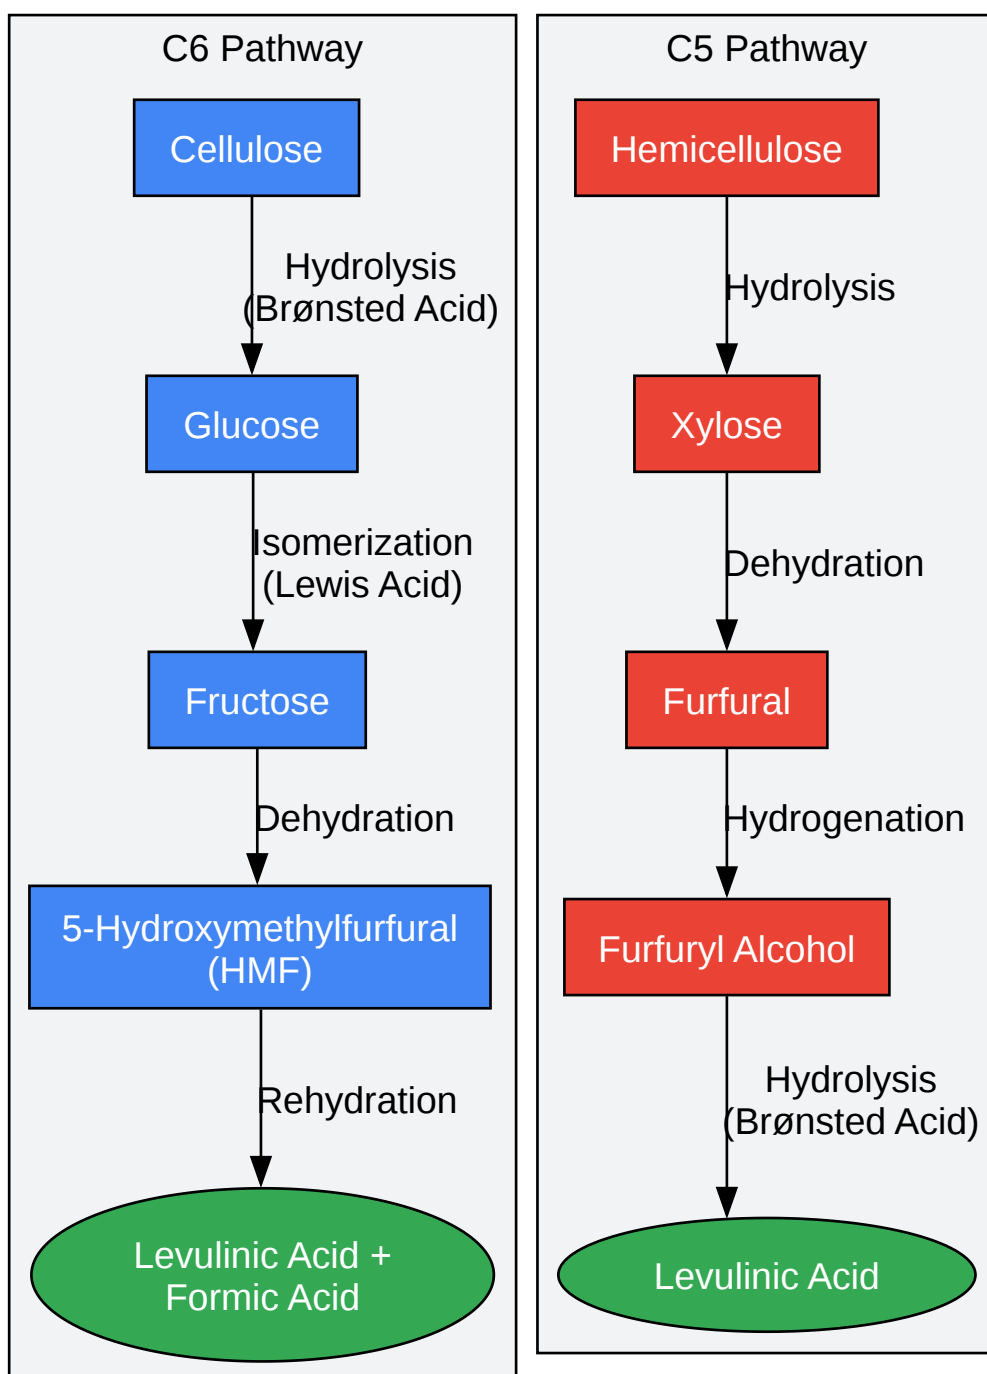 C6 Pathway
Cellulose
Hydrolysis
(Brønsted Acid)
Glucose
Isomerization
(Lewis Acid)
Fructose
Dehydration
5-Hydroxymethylfurfural
(HMF)
Rehydration
Levulinic Acid +
Formic Acid
C5 Pathway
Hemicellulose
Hydrolysis
Xylose
Dehydration
Furfural
Hydrogenation
Furfuryl Alcohol
Hydrolysis
(Brønsted Acid)
Levulinic Acid